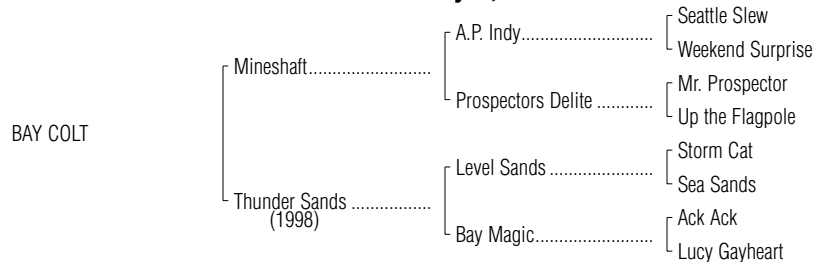 Seattle Slew
A.P. Indy......................
Weekend Surprise
Mineshaft....................
Mr. Prospector
Prospectors Delite ............
Up the Flagpole
BAY COLT
Storm Cat
Level Sands ................
Sea Sands
Thunder Sands .................
(1998)
Ack Ack
Bay Magic...................
Lucy Gayheart